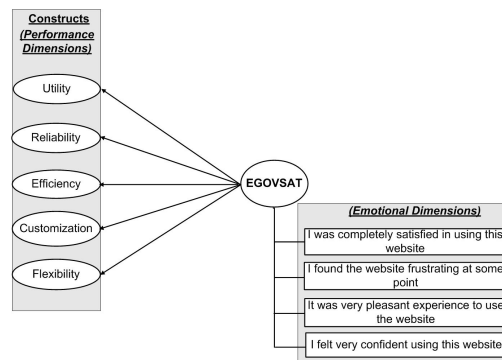 Constructs
(Performance
Dimensions)
Utility
Reliability
Efficiency
Customization
Flexibility
EGOVSAT
(Emotional Dimensions)
I was completely satisfied in using this
website
I found the website frustrating at some
point
It was very pleasant experience to use
the website
I felt very confident using this website